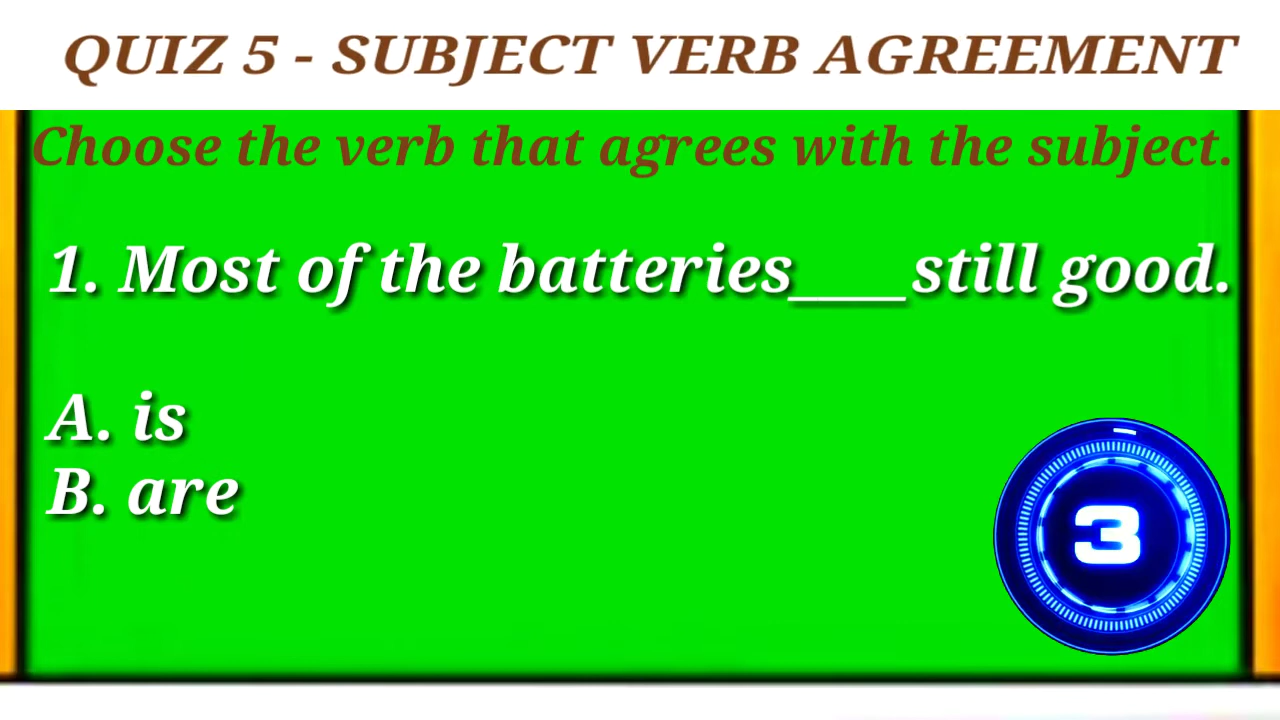 QUIZ 5 - SUBJECT VERB AGREEMENT
Choose the verb that agrees with the subject.
1. Most of the batteries____still good.
A. is
B. are
3